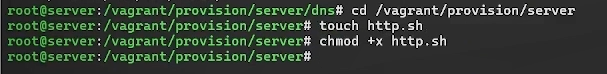 root@server:/vagrant/provision/server/dns# cd /vagrant/provision/server
root@server:/vagrant/provision/server# touch http.sh
root@server:/vagrant/provision/server# chmod +x http.sh
root@server:/vagrant/provision/server#